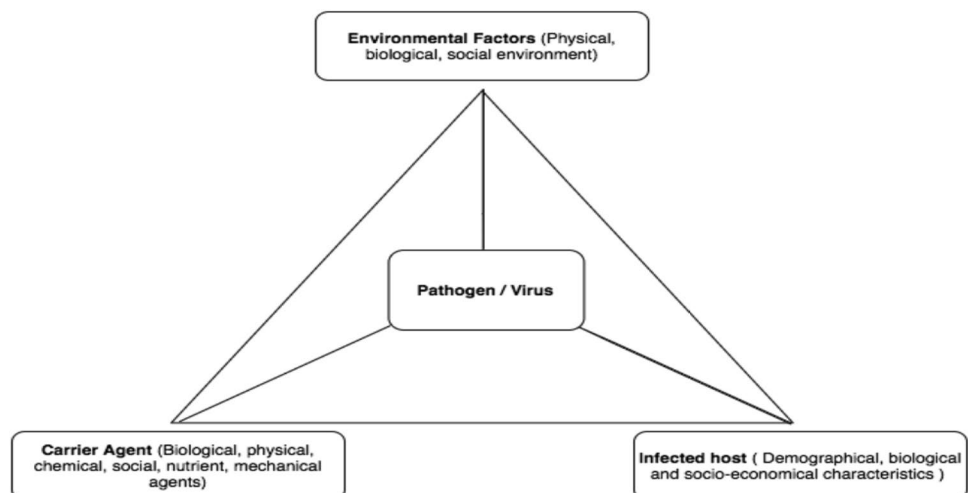 Environmental Factors (Physical,
biological, social environment)
Pathogen / Virus
Carrier Agent (Biological, physical,
chemical, social, nutrient, mechanical
agents)
Infected host ( Demographical, biological
and socio-economical characteristics )